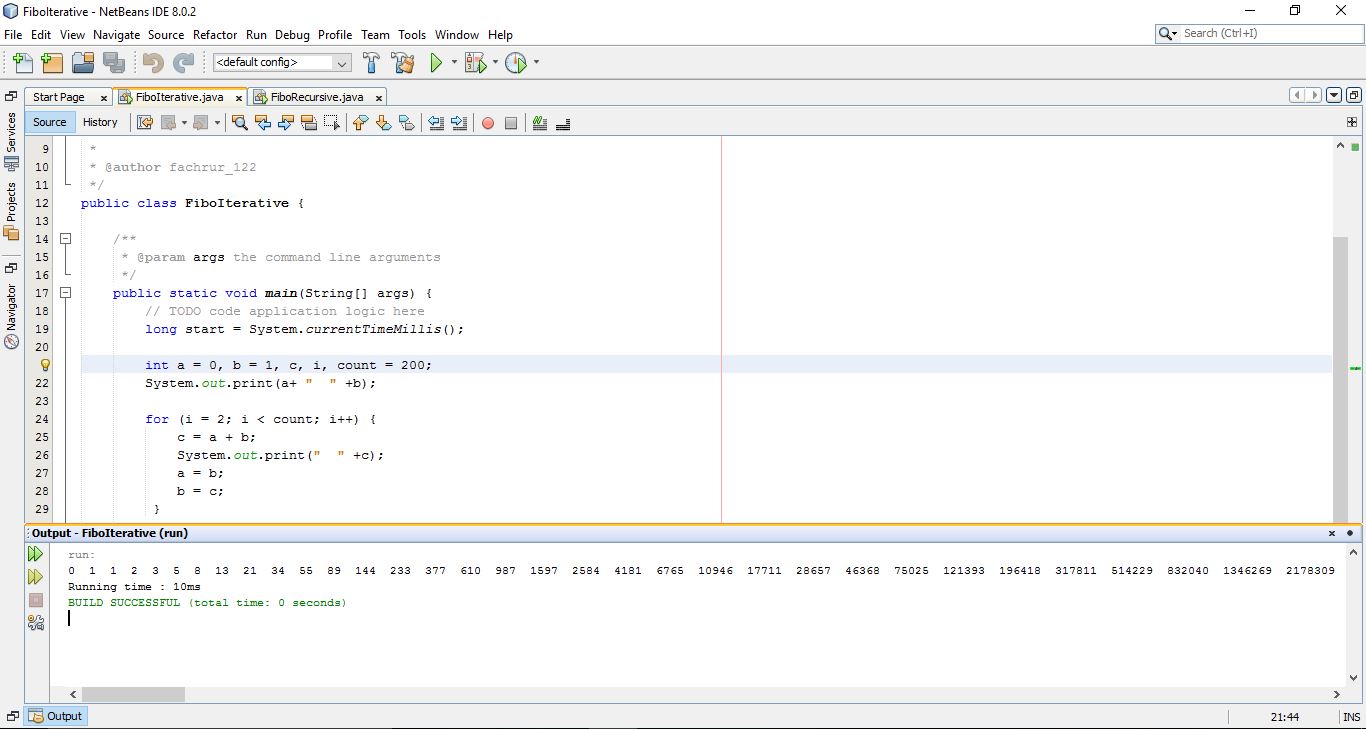 FiboIterative - NetBeans IDE 8.0.2
File Edit View Navigate Source Refactor Run Debug Profile Team Tools Window Help
Search (Ctrl+I)
<default config>
Start Page x FiboIterative.java x FiboRecursive.java x
Source History
Services
Projects
Navigator
9 *
10 * @author fachrur_122
11 */
12 public class FiboIterative {
13
14 /**
15 * @param args the command line arguments
16 */
17 public static void main(String[] args) {
18 // TODO code application logic here
19 long start = System.currentTimeMillis();
20
int a = 0, b = 1, c, i, count = 200;
22 System.out.print(a+ "  " +b);
23
24 for (i = 2; i < count; i++) {
25 c = a + b;
26 System.out.print("  " +c);
27 a = b;
28 b = c;
29 }
Output - FiboIterative (run)
run:
0 1 1 2 3 5 8 13 21 34 55 89 144 233 377 610 987 1597 2584 4181 6765 10946 17711 28657 46368 75025 121393 196418 317811 514229 832040 1346269 2178309
Running time : 10ms
BUILD SUCCESSFUL (total time: 0 seconds)
Output
21:44 INS